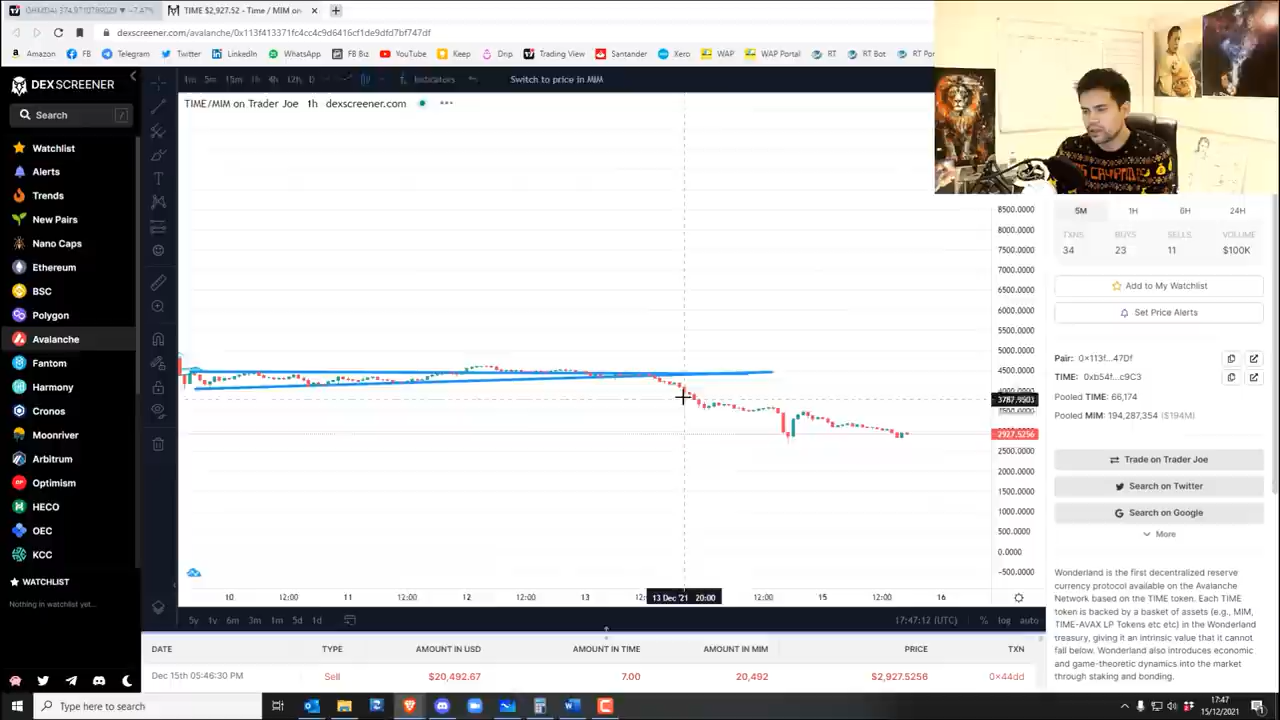 TIME $2,927.52 - Time / MIM on
dexscreener.com/avalanche/0x113f413371fc4cc4c9d6416cf1de9dfd7bf747df
Amazon FB Telegram Twitter LinkedIn WhatsApp FB Biz YouTube Keep Dnp Trading View Santander Xero WAP WAP Portal RT RT Bot RT Por
DEX SCREENER
1m 5m 15m 1h 4h 12h D Indicators Switch to price in MIM
TIME/MIM on Trader Joe 1h dexscreener.com
Search /
Watchlist
Alerts
Trends
New Pairs
Nano Caps
Ethereum
BSC
Polygon
Avalanche
Fantom
Harmony
Cronos
Moonriver
Arbitrum
Optimism
HECO
OEC
KCC
WATCHLIST
Nothing in watchlist yet...
8500.0000
8000.0000
7500.0000
7000.0000
6500.0000
6000.0000
5500.0000
5000.0000
4500.0000
4000.0000
3787.9903
3500.0000
2927.5256
2500.0000
2000.0000
1500.0000
1000.0000
500.0000
0.0000
-500.0000
10 11 12:00 12 12:00 13 13 Dec '21 20:00 12:00 15 12:00 16
5y 1y 6m 3m 1m 5d 1d 17:47:12 (UTC) % log auto
5M 1H 6H 24H
TXNS BUYS SELLS VOLUME
34 23 11 $100K
Add to My Watchlist
Set Price Alerts
Pair: 0x113f...47Df
TIME: 0xb54f...c9C3
Pooled TIME: 66,174
Pooled MIM: 194,287,354 ($194M)
Trade on Trader Joe
Search on Twitter
Search on Google
More
Wonderland is the first decentralized reserve
currency protocol available on the Avalanche
Network based on the TIME token. Each TIME
token is backed by a basket of assets (e.g., MIM,
TIME-AVAX LP Tokens etc etc) in the Wonderland
treasury, giving it an intrinsic value that it cannot
fall below. Wonderland also introduces economic
and game-theoretic dynamics into the market
through staking and bonding.
DATE TYPE AMOUNT IN USD AMOUNT IN TIME AMOUNT IN MIM PRICE TXN
Dec 15th 05:46:30 PM Sell $20,492.67 7.00 20,492 $2,927.5256 0x44dd
Type here to search
17:47
15/12/2021